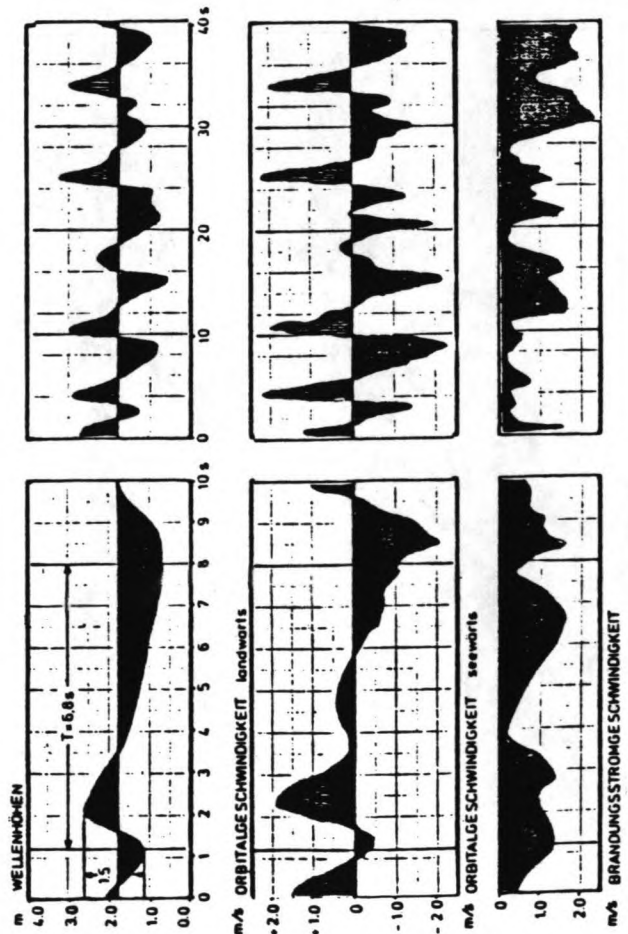 m WELLENHÖHEN
4.0
3.0
2.0
1.0
0.0
T=6,8s
1.5
0 1 2 3 4 5 6 7 8 9 10 s
0 10 20 30 40 s
m/s ORBITALGESCHWINDIGKEIT landwärts
+ 2.0
+ 1.0
0
- 1.0
- 2.0
m/s ORBITALGESCHWINDIGKEIT seewärts
0
1.0
2.0
m/s BRANDUNGSSTROMGESCHWINDIGKEIT